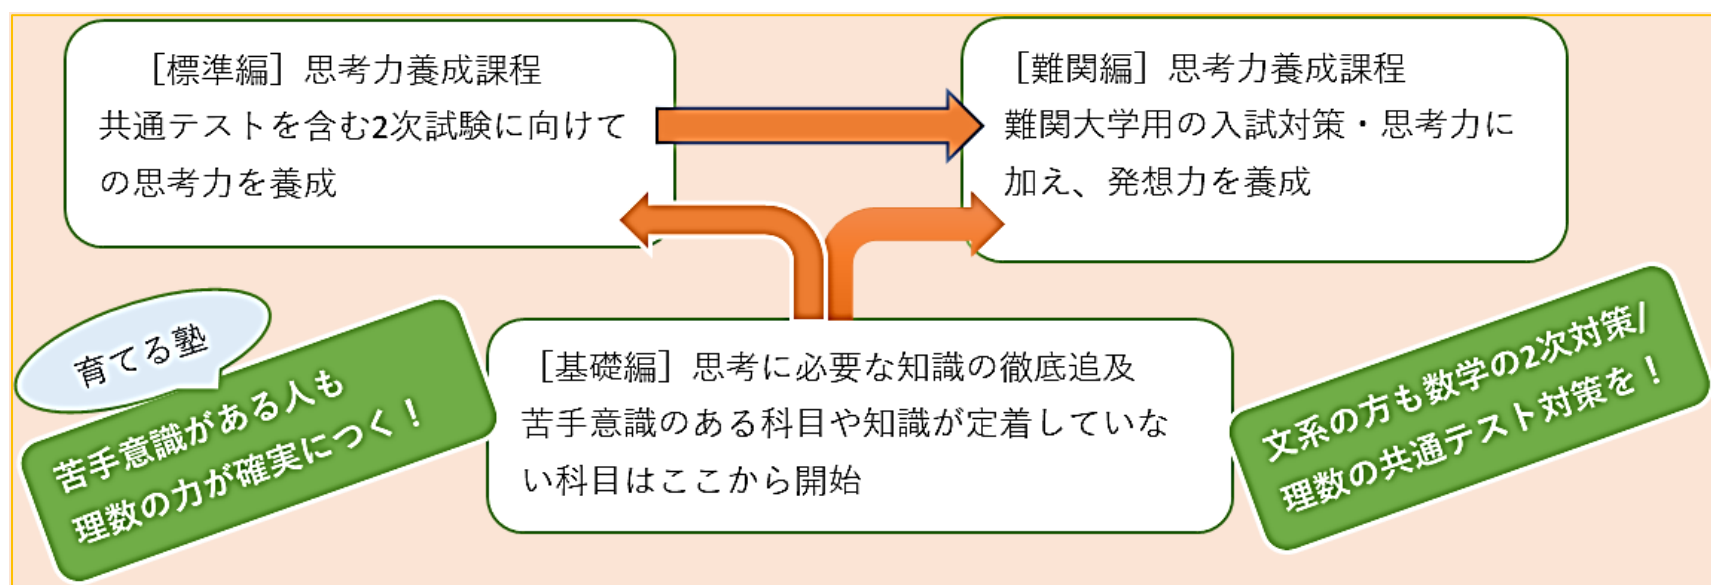 ［標準編］思考力養成課程
共通テストを含む2次試験に向けて
の思考力を養成
［難関編］思考力養成課程
難関大学用の入試対策・思考力に
加え、発想力を養成
育てる塾
苦手意識がある人も
理数の力が確実につく！
［基礎編］思考に必要な知識の徹底追及
苦手意識のある科目や知識が定着していな
い科目はここから開始
文系の方も数学の2次対策/
理数の共通テスト対策を！